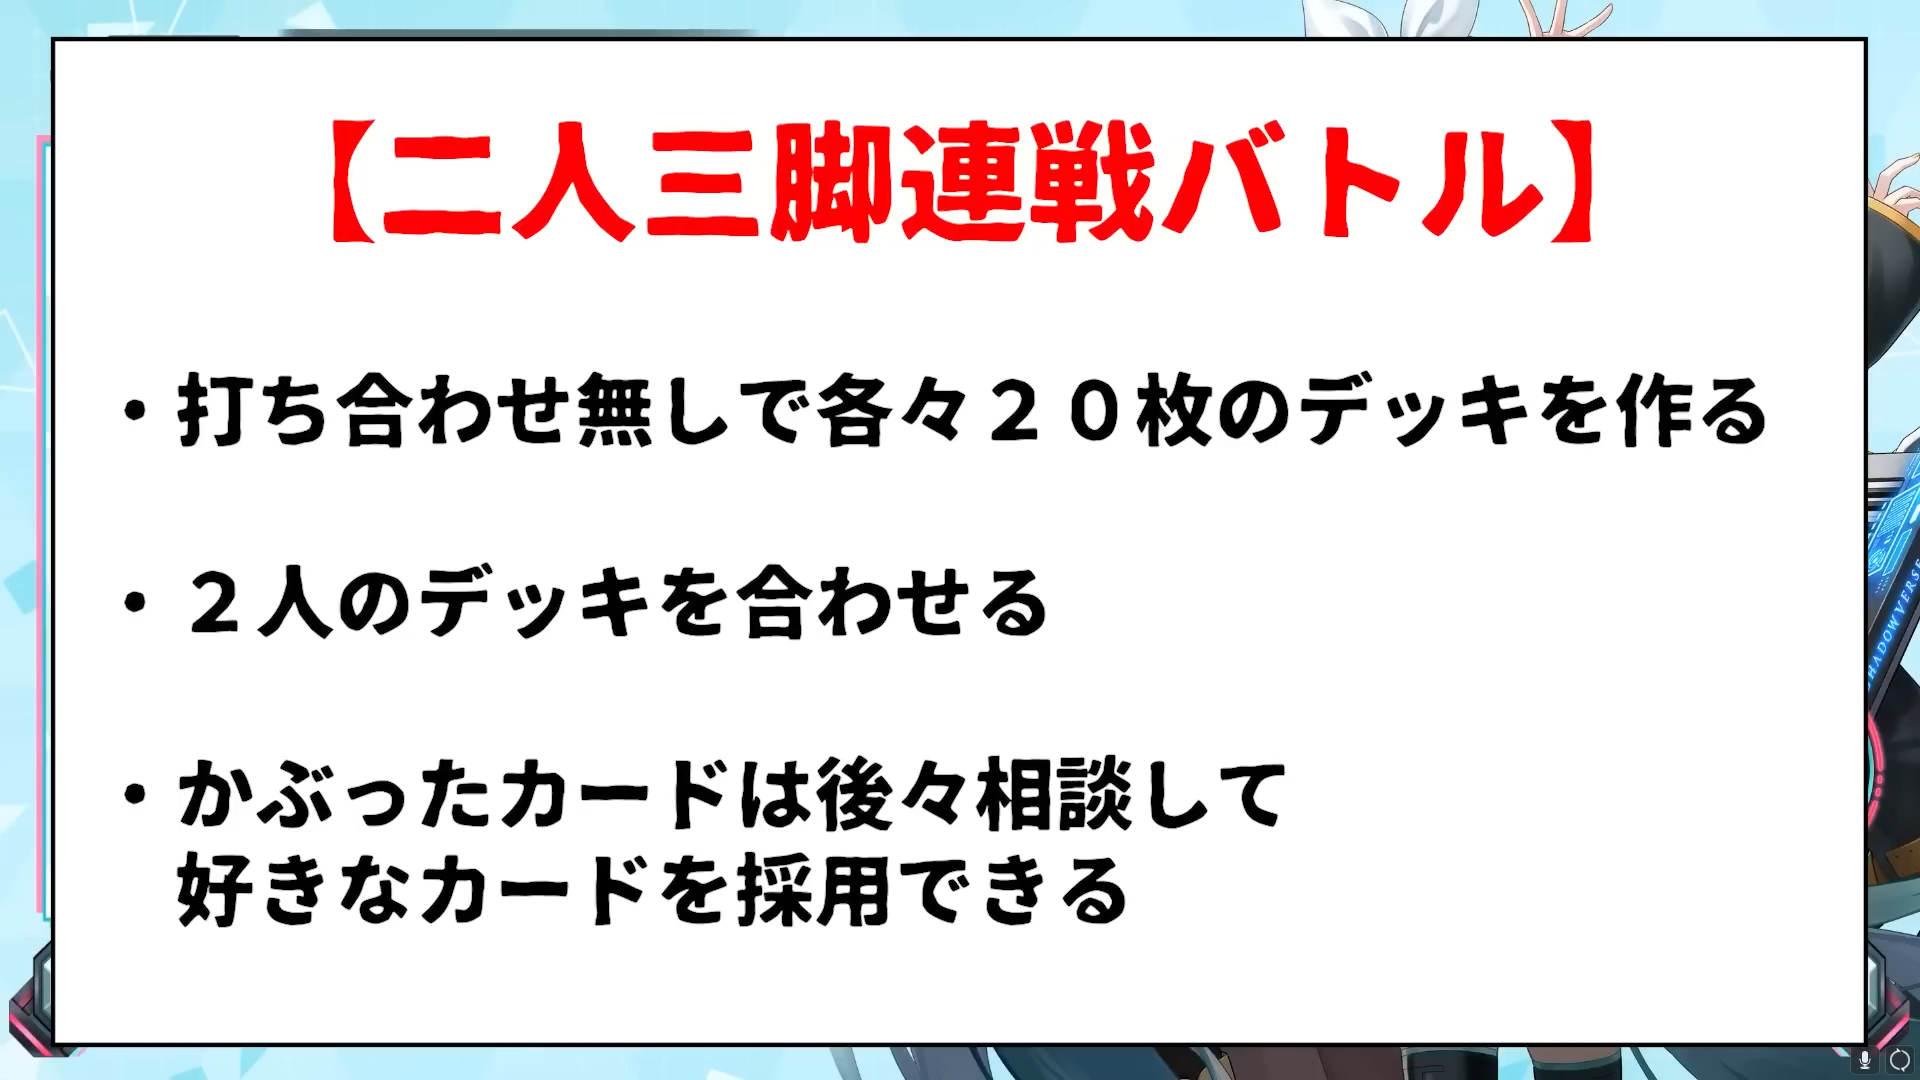 【二人三脚連戦バトル】
・打ち合わせ無しで各々２０枚のデッキを作る
・２人のデッキを合わせる
・かぶったカードは後々相談して
好きなカードを採用できる
SHADOWVERSE